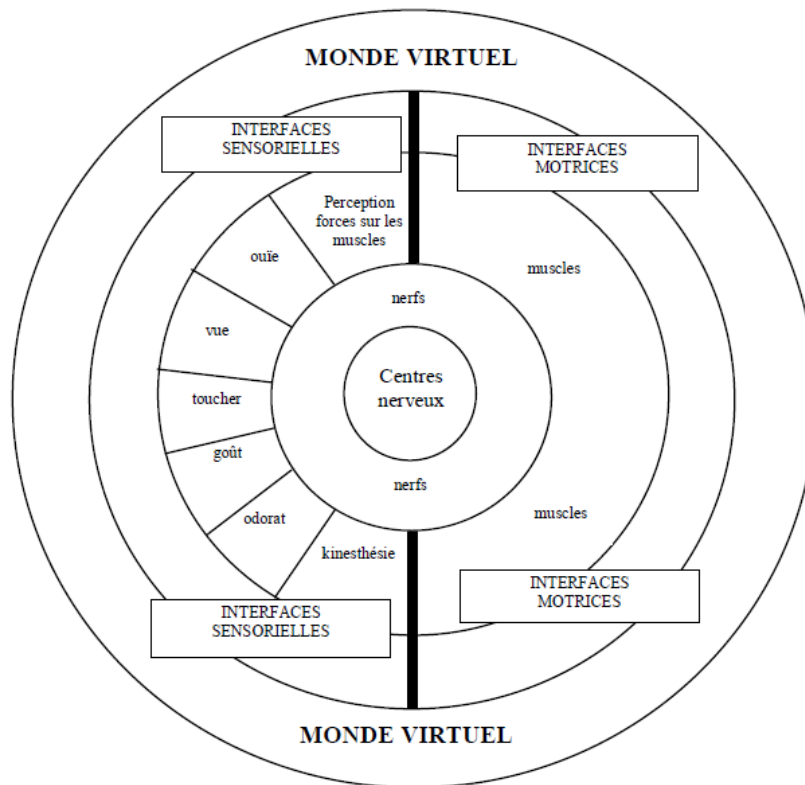 MONDE VIRTUEL
INTERFACES
SENSORIELLES
INTERFACES
MOTRICES
Perception
forces sur les
muscles
ouïe
muscles
nerfs
vue
Centres
nerveux
toucher
goût
nerfs
odorat
muscles
kinesthésie
INTERFACES
MOTRICES
INTERFACES
SENSORIELLES
MONDE VIRTUEL